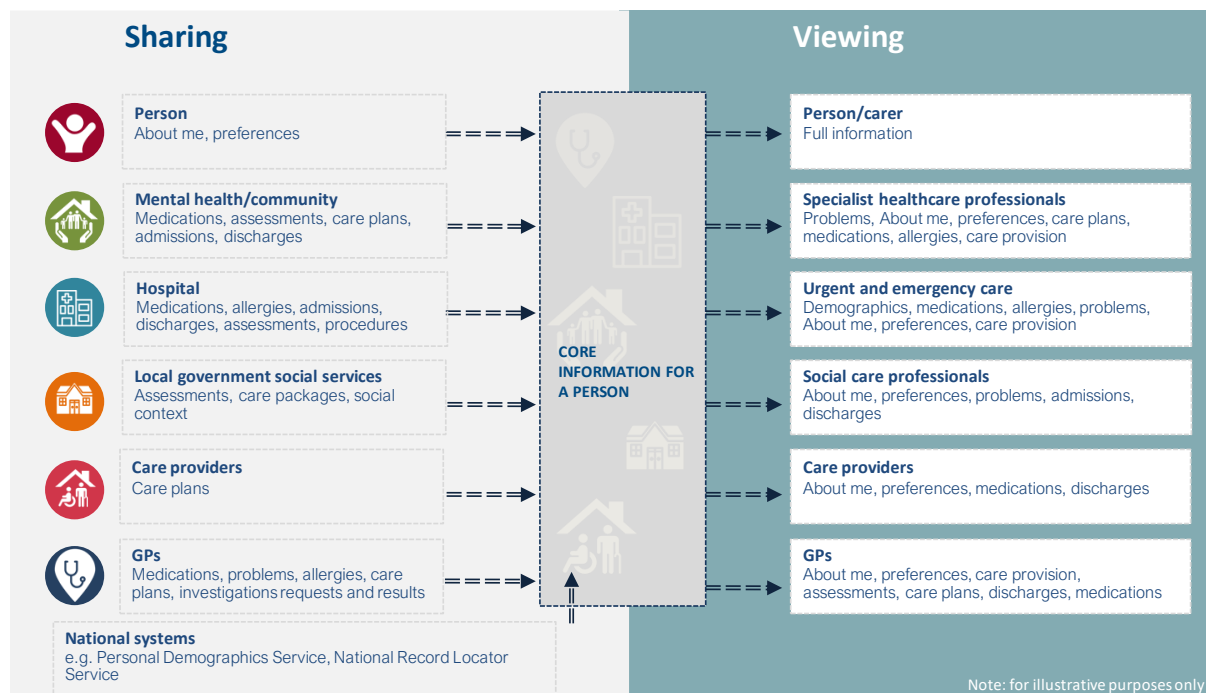 Sharing
Viewing
Person
About me, preferences
Mental health/community
Medications, assessments, care plans,
admissions, discharges
Hospital
Medications, allergies, admissions,
discharges, assessments, procedures
Local government social services
Assessments, care packages, social
context
Care providers
Care plans
GPs
Medications, problems, allergies, care
plans, investigations requests and results
National systems
e.g. Personal Demographics Service, National Record Locator
Service
CORE
INFORMATION FOR
A PERSON
Person/carer
Full information
Specialist healthcare professionals
Problems, About me, preferences, care plans,
medications, allergies, care provision
Urgent and emergency care
Demographics, medications, allergies, problems,
About me, preferences, care provision
Social care professionals
About me, preferences, problems, admissions,
discharges
Care providers
About me, preferences, medications, discharges
GPs
About me, preferences, care provision,
assessments, care plans, discharges, medications
Note: for illustrative purposes only